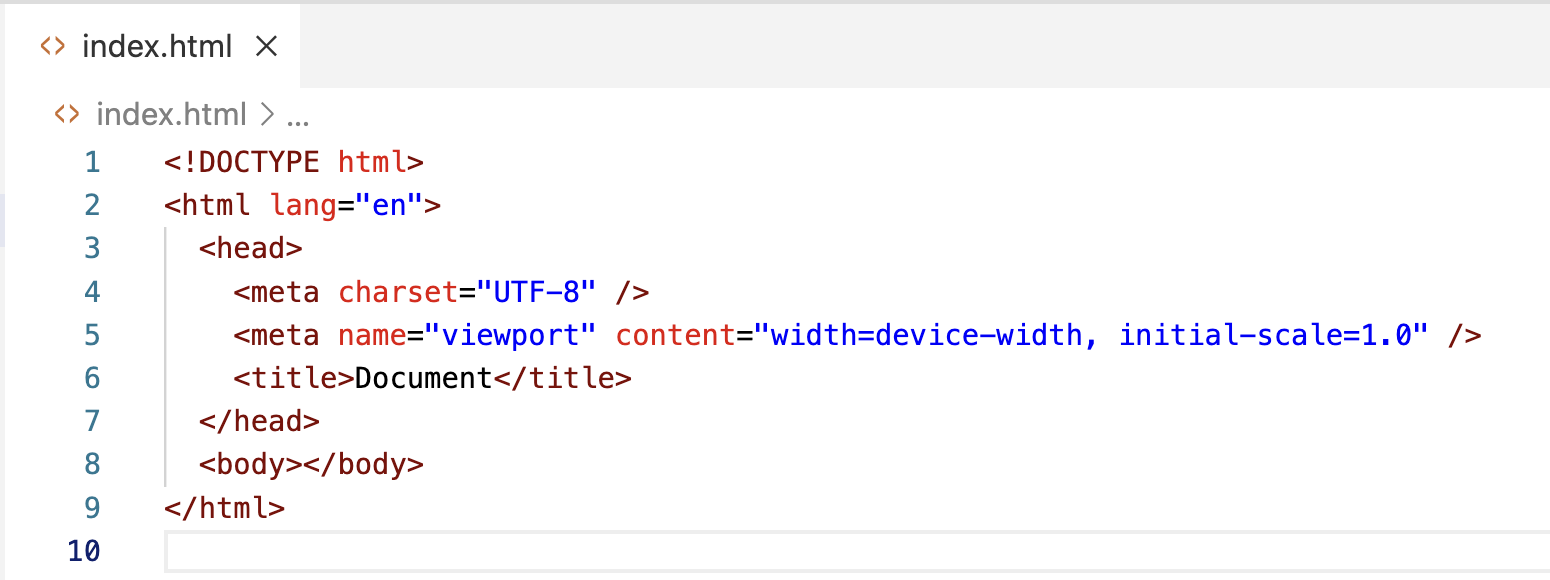 index.html
index.html > ...
1 <!DOCTYPE html>
2 <html lang="en">
3   <head>
4     <meta charset="UTF-8" />
5     <meta name="viewport" content="width=device-width, initial-scale=1.0" />
6     <title>Document</title>
7   </head>
8   <body></body>
9 </html>
10